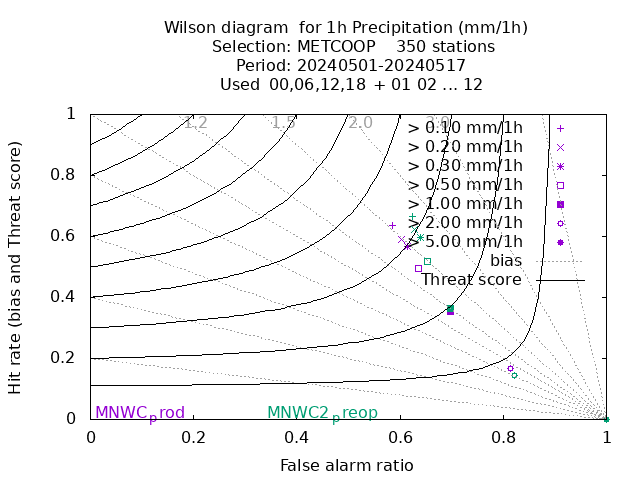 Wilson diagram  for 1h Precipitation (mm/1h)
Selection: METCOOP    350 stations
Period: 20240501-20240517
Used  00,06,12,18  + 01 02 ... 12
Hit rate (bias and Threat score)
1
0.8
0.6
0.4
0.2
0
1.2
1.5
2.0
3.0
> 0.10 mm/1h
> 0.20 mm/1h
> 0.30 mm/1h
> 0.50 mm/1h
> 1.00 mm/1h
> 2.00 mm/1h
> 5.00 mm/1h
bias
Threat score
MNWC_prod MNWC2_preop
0 0.2 0.4 0.6 0.8 1
False alarm ratio